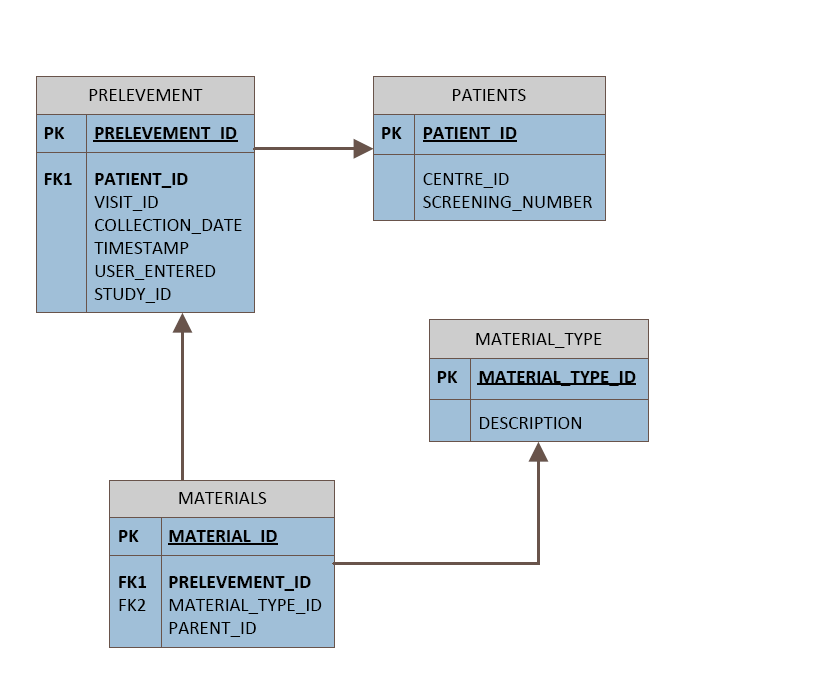 PRELEVEMENT
PK PRELEVEMENT_ID
FK1 PATIENT_ID
VISIT_ID
COLLECTION_DATE
TIMESTAMP
USER_ENTERED
STUDY_ID
PATIENTS
PK PATIENT_ID
CENTRE_ID
SCREENING_NUMBER
MATERIAL_TYPE
PK MATERIAL_TYPE_ID
DESCRIPTION
MATERIALS
PK MATERIAL_ID
FK1 PRELEVEMENT_ID
FK2 MATERIAL_TYPE_ID
PARENT_ID